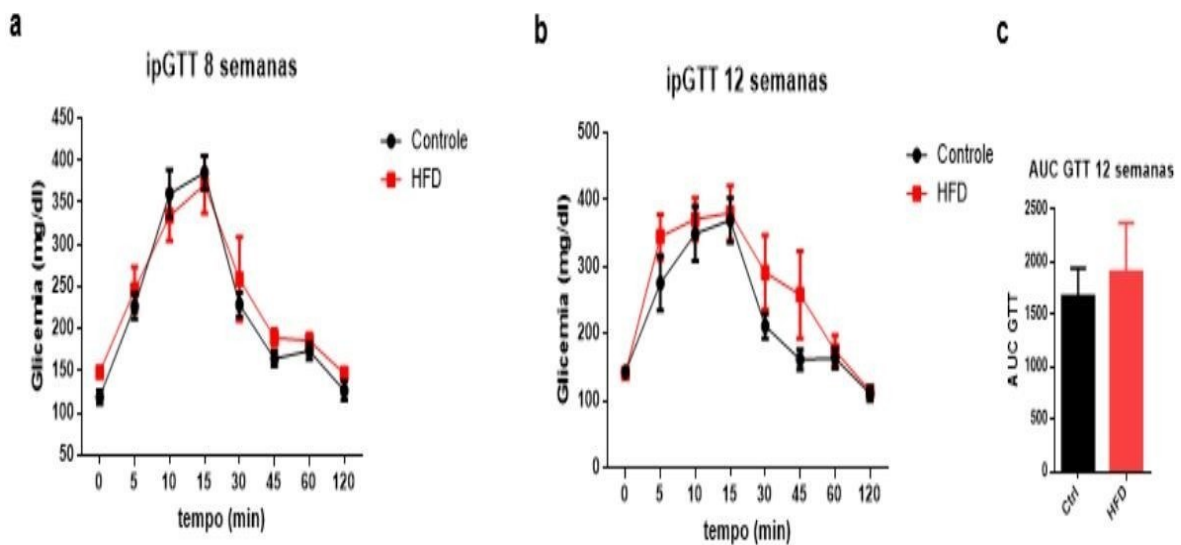 a
ipGTT 8 semanas
Glicemia (mg/dl)
450
400
350
300
250
200
150
100
50
0 5 10 15 30 45 60 120
tempo (min)
Controle
HFD
b
ipGTT 12 semanas
Glicemia (mg/dl)
500
400
300
200
100
0
0 5 10 15 30 45 60 120
tempo (min)
Controle
HFD
c
AUC GTT 12 semanas
AUC GTT
2500
2000
1500
1000
500
0
Ctrl
HFD